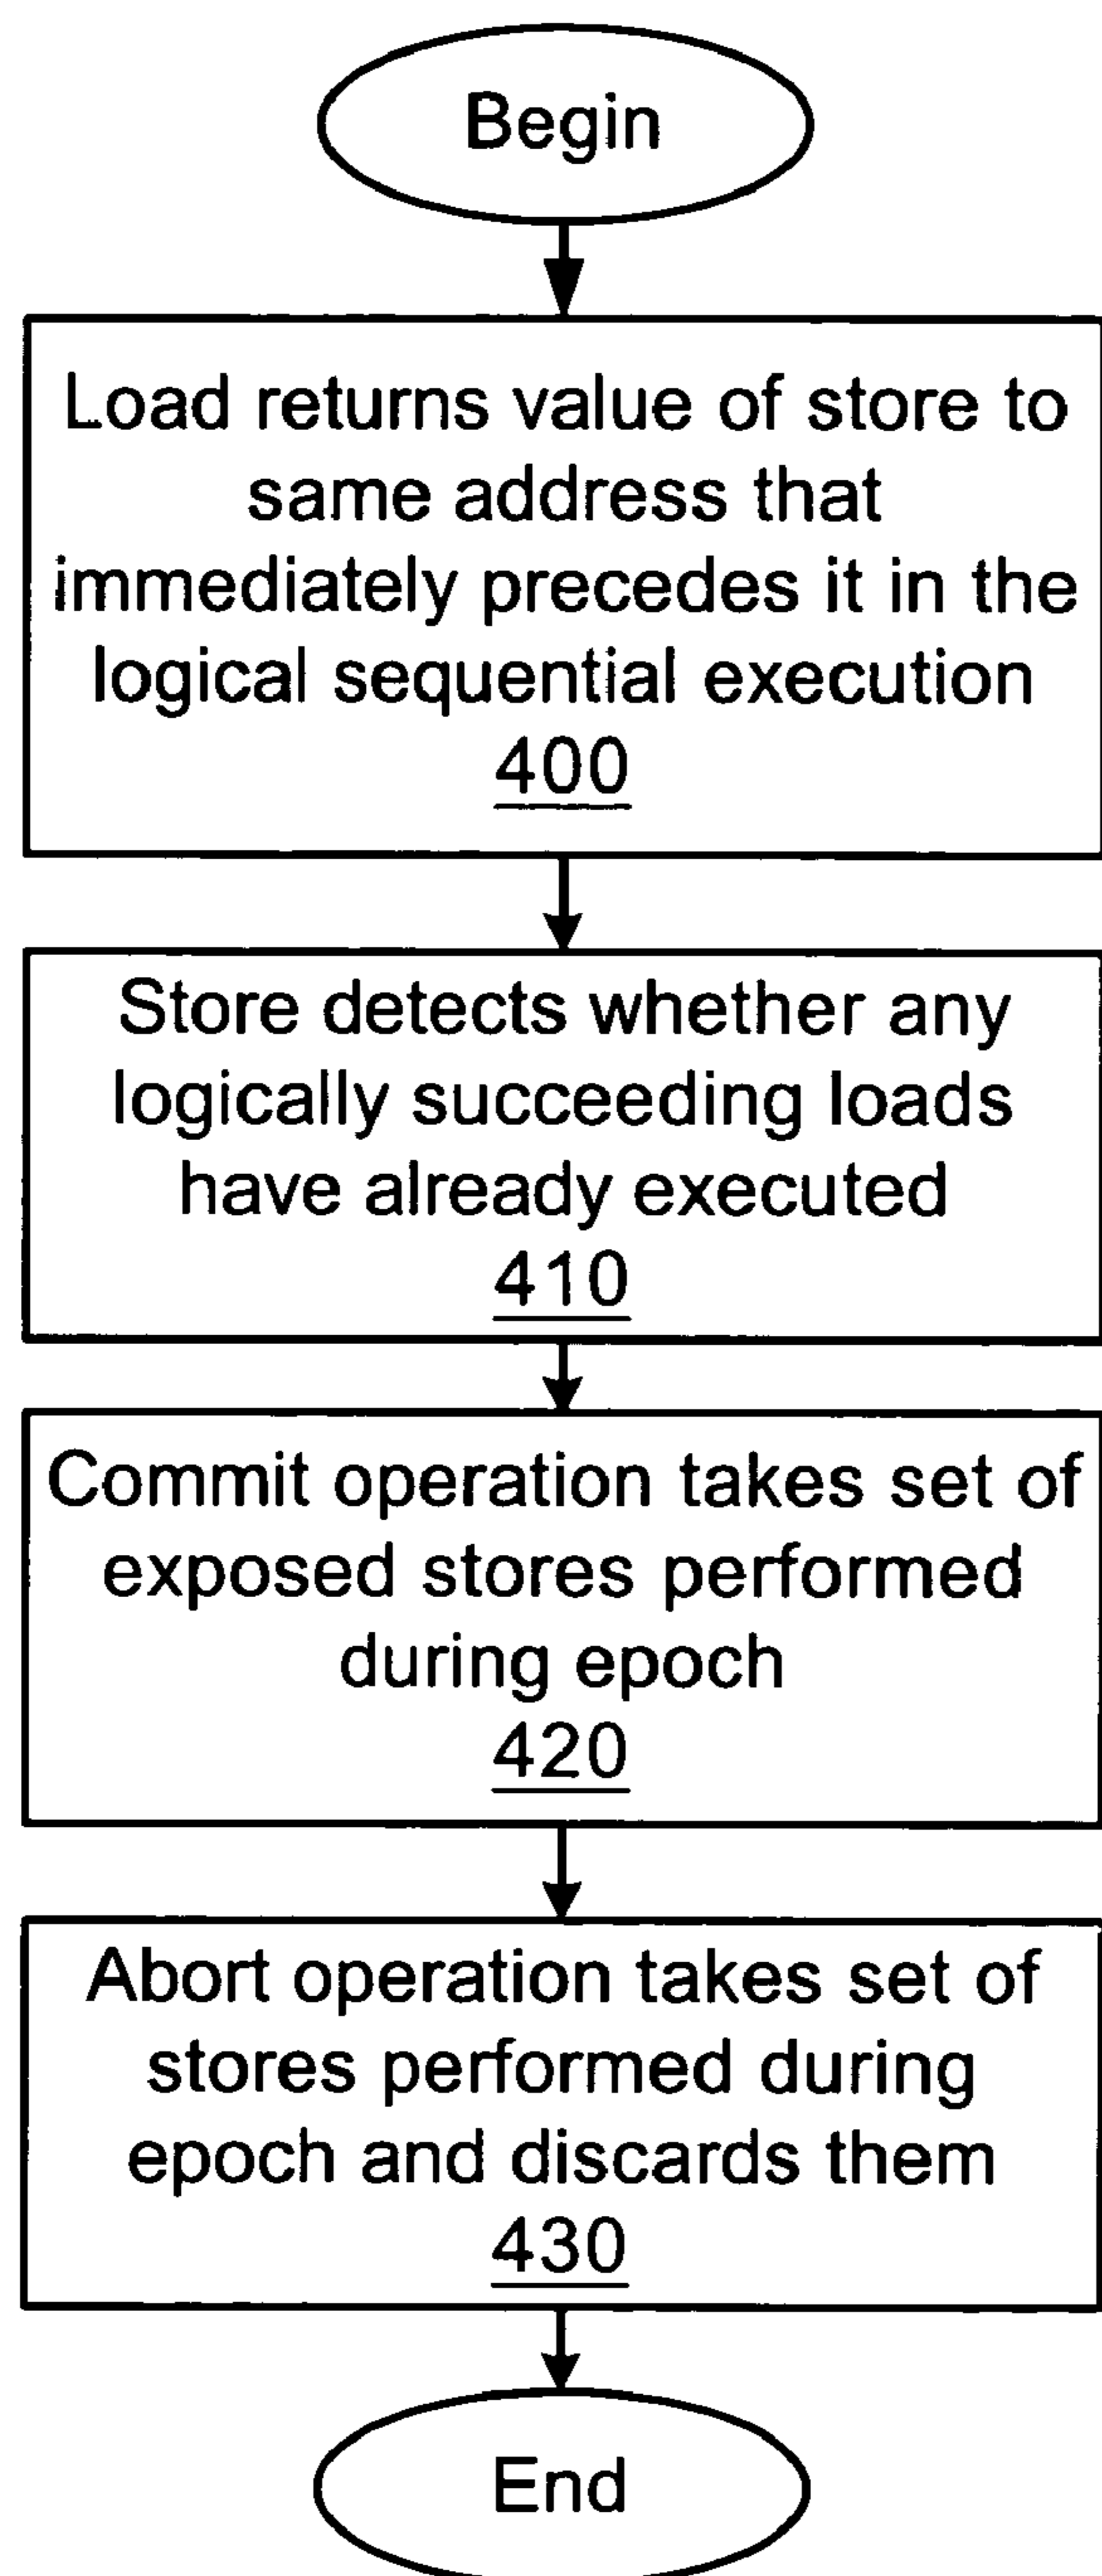 Begin
Load returns value of store to
same address that
immediately precedes it in the
logical sequential execution
400
Store detects whether any
logically succeeding loads
have already executed
410
Commit operation takes set of
exposed stores performed
during epoch
420
Abort operation takes set of
stores performed during
epoch and discards them
430
End